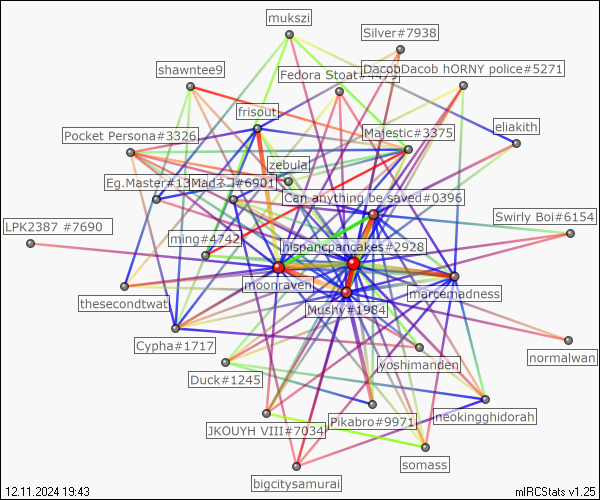 mukszi
Silver#7938
shawntee9
Fedora Stoat#4479
DacobDacob hORNY police#5271
frisout
Pocket Persona#3326
Majestic#3375
eliakith
zebula
Eg.Master#13
Madネコ#6901
Can anything be saved#0396
LPK2387 #7690
Swirly Boi#6154
ming#4742
hispancpancakes#2928
moonraven
marcemadness
thesecondtwat
Mushy#1984
Cypha#1717
yoshimanden
normalwan
Duck#1245
JKOUYH VIII#7034
Pikabro#9971
neokingghidorah
somass
bigcitysamurai
12.11.2024 19:43
mIRCStats v1.25